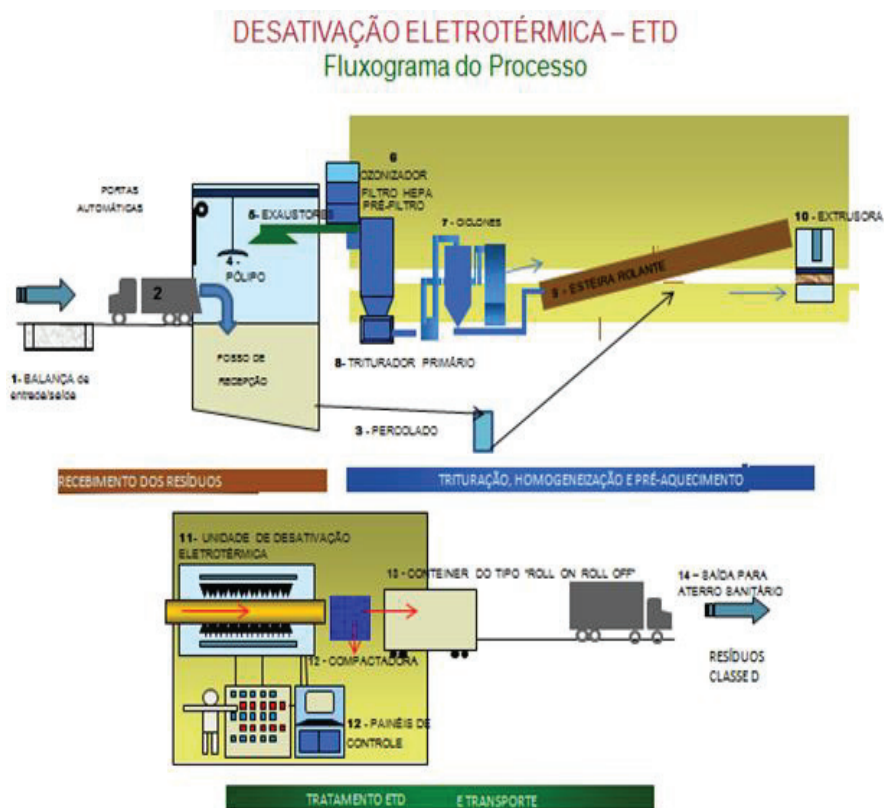 DESATIVAÇÃO ELETROTÉRMICA – ETD
Fluxograma do Processo
PORTAS
AUTOMÁTICAS
6
OZONIZADOR
FILTRO HEPA
PRÉ-FILTRO
5- EXAUSTORES
7 - CICLONES
10 - EXTRUSORA
4 -
PÓLIPO
2
9 - ESTEIRA ROLANTE
FOSSO DE
RECEPÇÃO
8- TRITURADOR PRIMÁRIO
1- BALANÇA de
entrada/saída
3 - PERCOLADO
RECEBIMENTO DOS RESÍDUOS
TRITURAÇÃO, HOMOGENEIZAÇÃO E PRÉ-AQUECIMENTO
11- UNIDADE DE DESATIVAÇÃO
ELETROTÉRMICA
13 - CONTEINER DO TIPO "ROLL ON ROLL OFF"
14 – SAÍDA PARA
ATERRO SANITÁRIO
12 - COMPACTADORA
RESÍDUOS
CLASSE D
12 - PAINÉIS DE
CONTROLE
TRATAMENTO ETD E TRANSPORTE